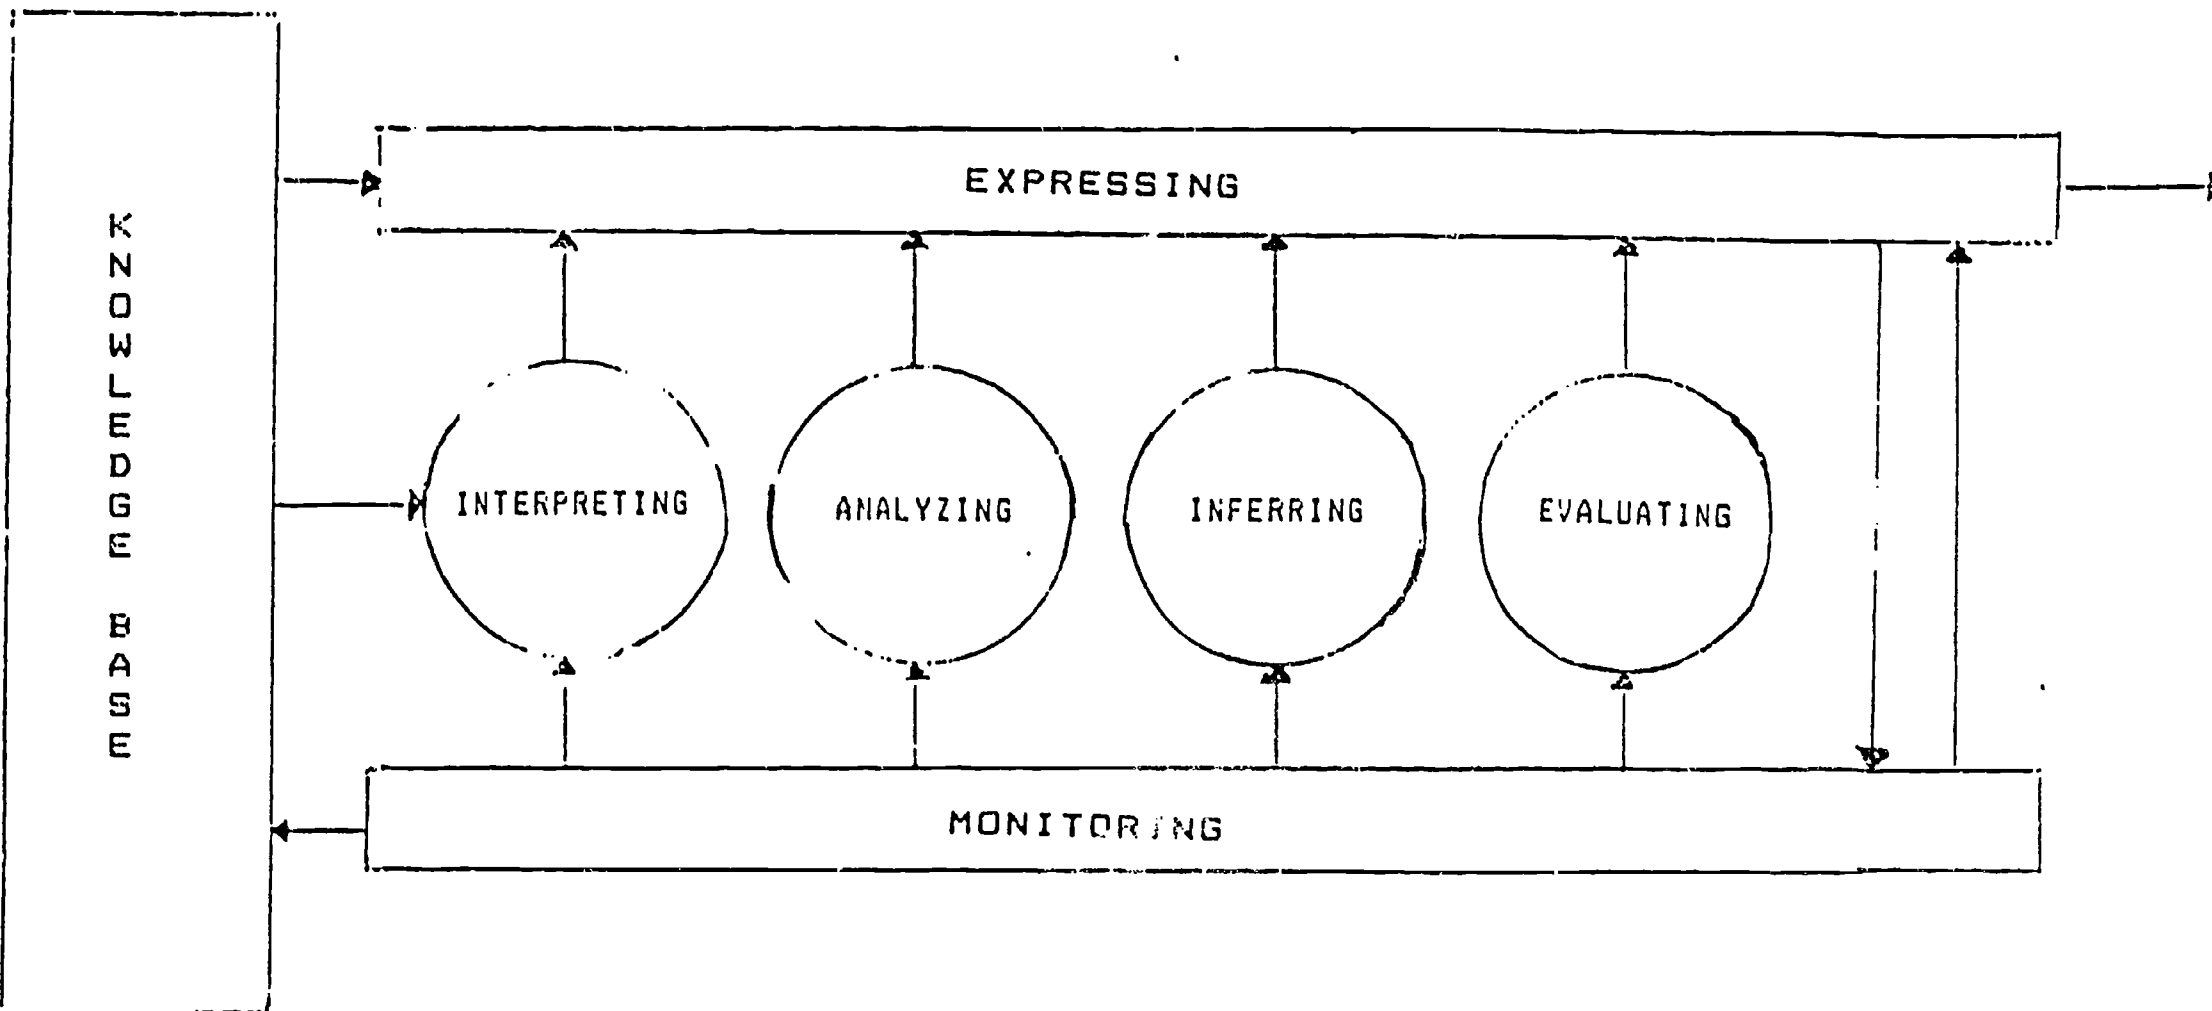 KNOWLEDGE BASE
EXPRESSING
INTERPRETING
ANALYZING
INFERRING
EVALUATING
MONITORING